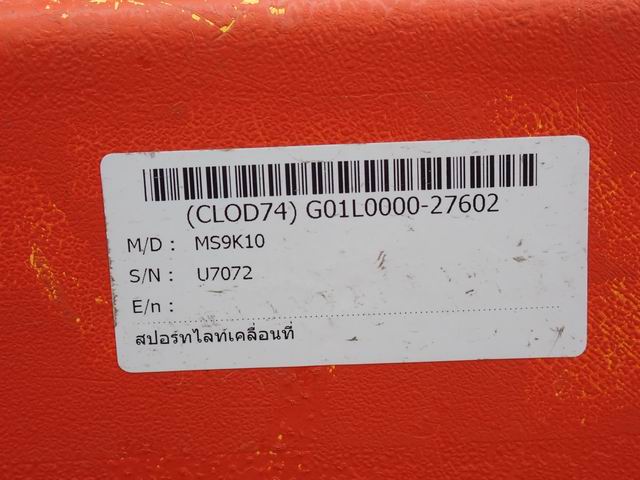 (CLOD74) G01L0000-27602
M/D : MS9K10
S/N : U7072
E/n :
สปอร์ทไลท์เคลื่อนที่